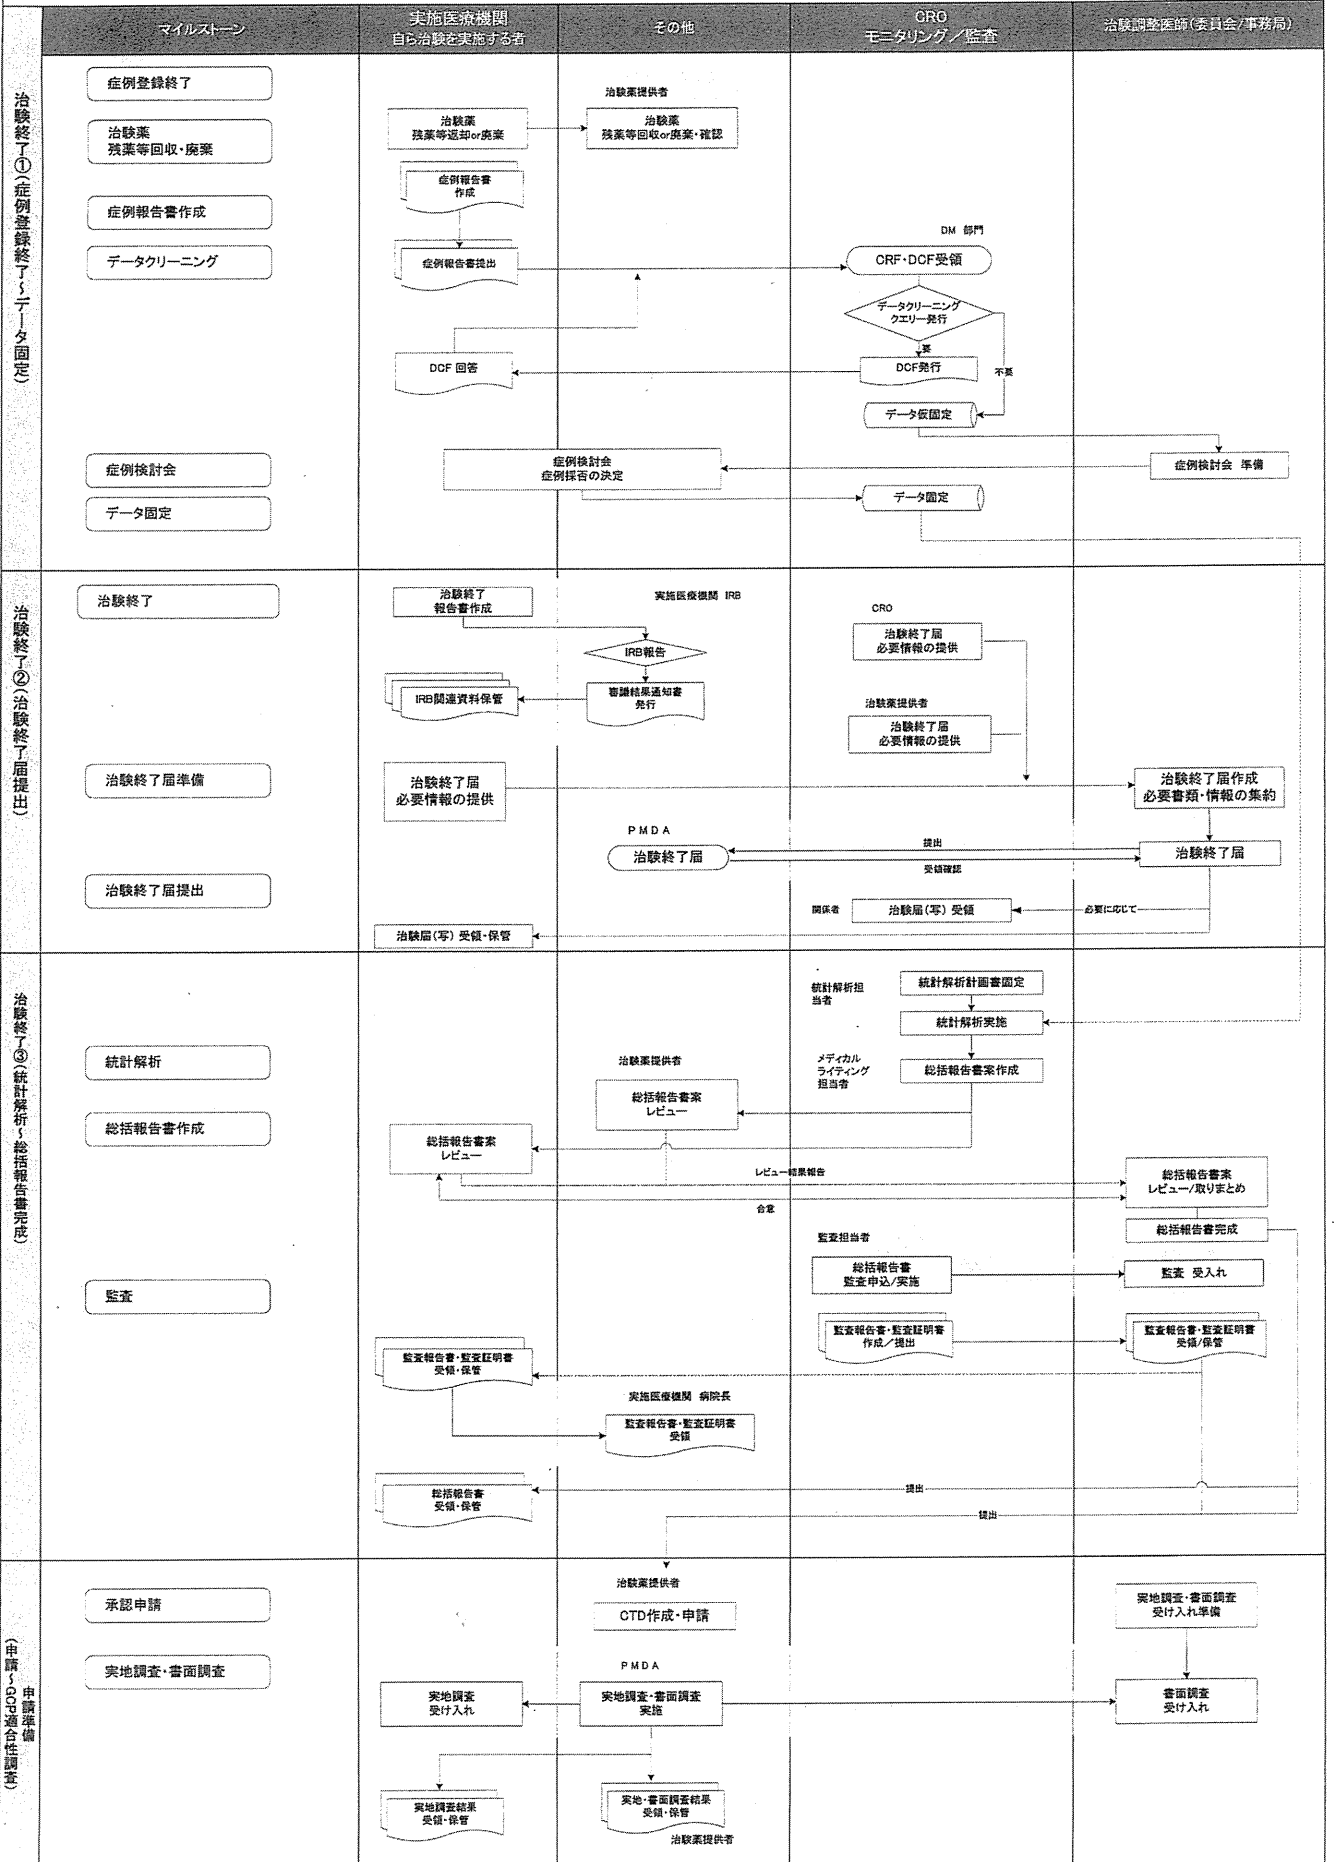 マイルストーン
実施医療機関
自ら治験を実施する者
その他
CRO
モニタリング／監査
治験調整医師(委員会/事務局)
治験終了①(症例登録終了～データ固定)
症例登録終了
治験薬提供者
治験薬
残薬等回収・廃棄
治験薬
残薬等返却or廃棄
治験薬
残薬等回収or廃棄・確認
症例報告書作成
症例報告書
作成
データクリーニング
症例報告書提出
DM 部門
CRF・DCF受領
データクリーニング
クエリー発行
要
不要
DCF 回答
DCF発行
データ仮固定
症例検討会
症例検討会
症例採否の決定
症例検討会 準備
データ固定
データ固定
治験終了②(治験終了届提出)
治験終了
治験終了
報告書作成
実施医療機関 IRB
IRB報告
CRO
治験終了届
必要情報の提供
IRB関連資料保管
審議結果通知書
発行
治験薬提供者
治験終了届
必要情報の提供
治験終了届準備
治験終了届
必要情報の提供
治験終了届作成
必要書類・情報の集約
PMDA
治験終了届
提出
受領確認
治験終了届
治験終了届提出
関係者
治験届(写) 受領
必要に応じて
治験届(写) 受領・保管
治験終了③(統計解析～総括報告書完成)
統計解析担
当者
統計解析計画書固定
統計解析実施
統計解析
治験薬提供者
メディカル
ライティング
担当者
総括報告書案作成
総括報告書作成
総括報告書案
レビュー
総括報告書案
レビュー
レビュー結果報告
合意
総括報告書案
レビュー/取りまとめ
総括報告書完成
監査
監査担当者
総括報告書
監査申込/実施
監査 受入れ
監査報告書・監査証明書
作成／提出
監査報告書・監査証明書
受領/保管
監査報告書・監査証明書
受領・保管
実施医療機関 病院長
監査報告書・監査証明書
受領
総括報告書
受領・保管
提出
提出
申請準備
(申請～GCP適合性調査)
承認申請
治験薬提供者
CTD作成・申請
実地調査・書面調査
受け入れ準備
実地調査・書面調査
PMDA
実地調査
受け入れ
実地調査・書面調査
実施
書面調査
受け入れ
実地調査結果
受領・保管
実地・書面調査結果
受領・保管
治験薬提供者